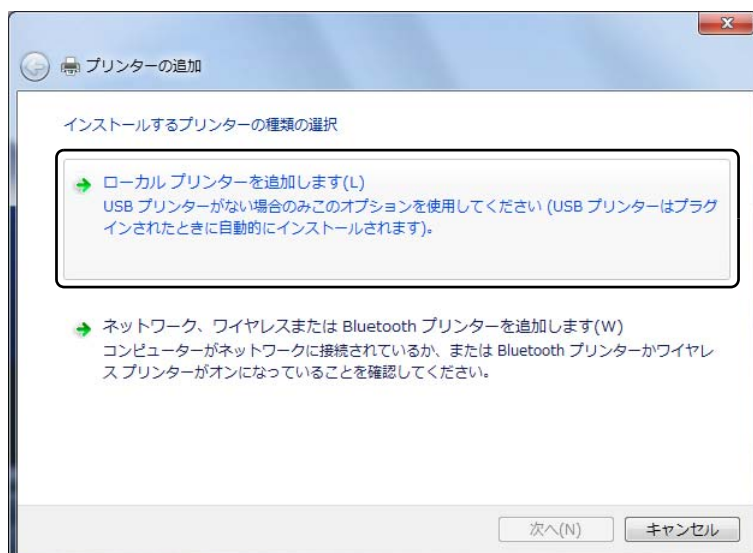 プリンターの追加
インストールするプリンターの種類の選択
ローカル プリンターを追加します(L)
USB プリンターがない場合のみこのオプションを使用してください (USB プリンターはプラグ
インされたときに自動的にインストールされます)。
ネットワーク、ワイヤレスまたは Bluetooth プリンターを追加します(W)
コンピューターがネットワークに接続されているか、または Bluetooth プリンターかワイヤレ
ス プリンターがオンになっていることを確認してください。
次へ(N)
キャンセル